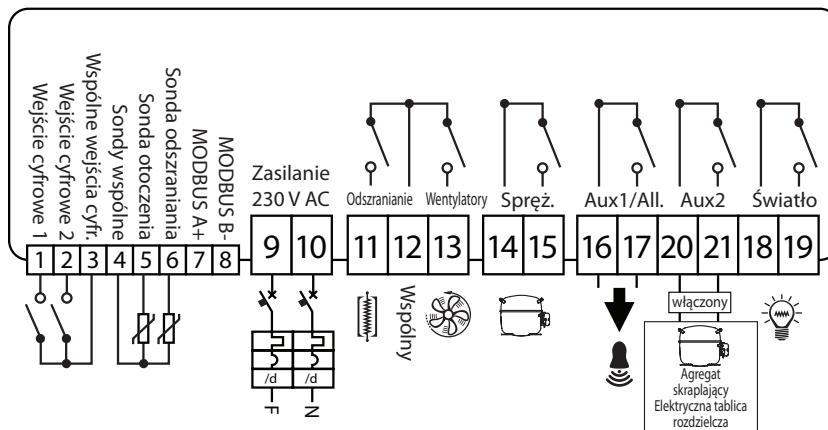 Wejście cyfrowe 1
Wejście cyfrowe 2
Wspólne wejścia cyfr.
Sondy wspólne
Sonda otoczenia
Sonda odszraniania
MODBUS A+
MODBUS B-
Zasilanie
230 V AC
Odszranianie
Wentylatory
Spręż.
Aux1/All.
Aux2
Światło
1 2 3 4 5 6 7 8
9 10
11 12 13
14 15
16 17 20 21 18 19
Wspólny
włączony
/d /d
F N
Agregat
skraplający
Elektryczna tablica
rozdzielcza